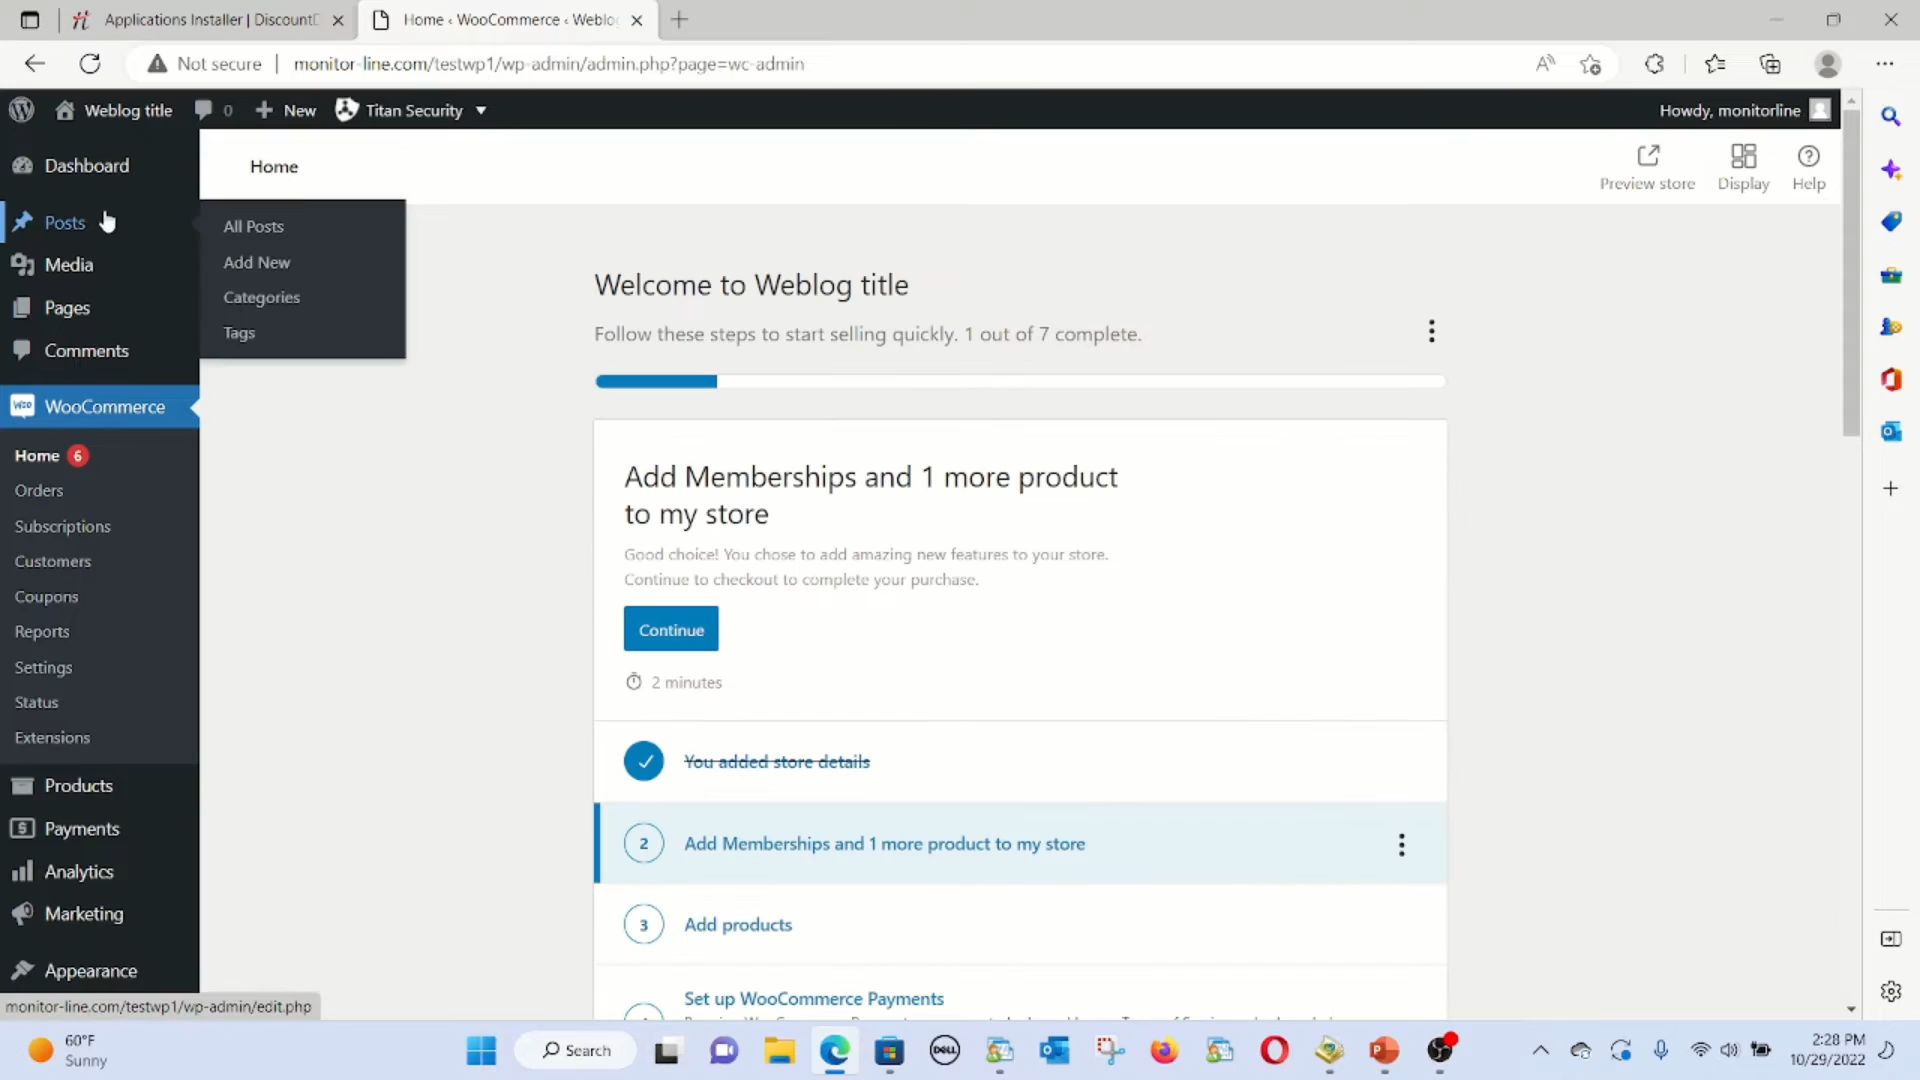 Applications Installer | Discount
Home ‹ WooCommerce ‹ Weblo
Not secure
monitor-line.com/testwp1/wp-admin/admin.php?page=wc-admin
Weblog title
0
New
Titan Security
Howdy, monitorline
Dashboard
Posts
Media
Pages
Comments
WooCommerce
Home 6
Orders
Subscriptions
Customers
Coupons
Reports
Settings
Status
Extensions
Products
Payments
Analytics
Marketing
Appearance
monitor-line.com/testwp1/wp-admin/edit.php
All Posts
Add New
Categories
Tags
Home
Preview store
Display
Help
Welcome to Weblog title
Follow these steps to start selling quickly. 1 out of 7 complete.
Add Memberships and 1 more product
to my store
Good choice! You chose to add amazing new features to your store.
Continue to checkout to complete your purchase.
Continue
2 minutes
You added store details
2
Add Memberships and 1 more product to my store
3
Add products
Set up WooCommerce Payments
60°F
Sunny
Search
DELL
2:28 PM
10/29/2022